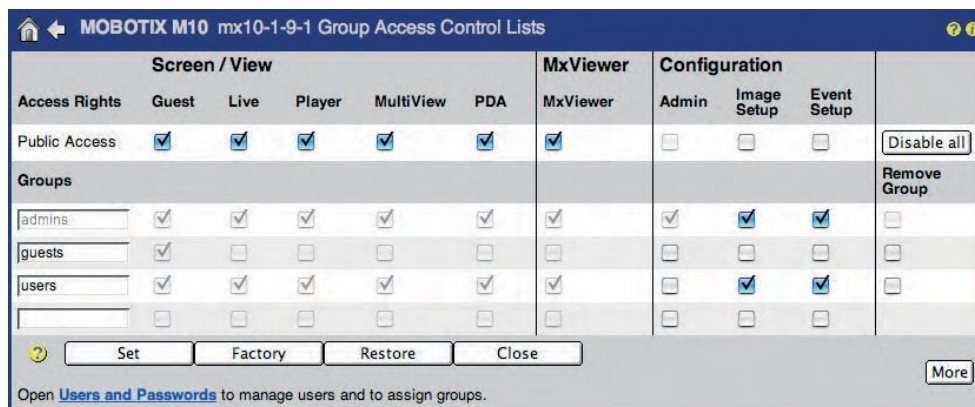 MOBOTIX M10 mx10-1-9-1 Group Access Control Lists
Screen / View MxViewer Configuration
Access Rights Guest Live Player MultiView PDA MxViewer Admin Image Setup Event Setup
Public Access Disable all
Groups Remove Group
admins
guests
users
Set Factory Restore Close
More
Open Users and Passwords to manage users and to assign groups.